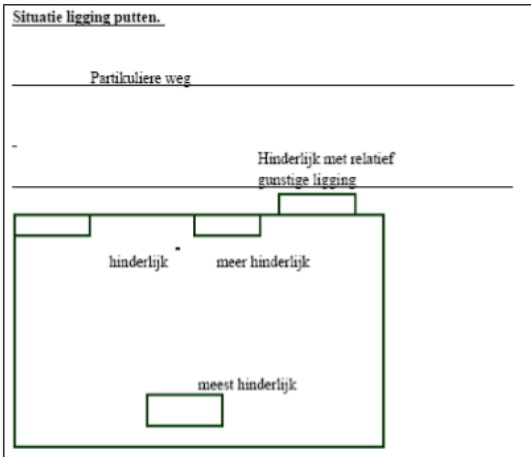 Situatie ligging putten.
Partikuliere weg
Hinderlijk met relatief
gunstige ligging
hinderlijk
meer hinderlijk
meest hinderlijk